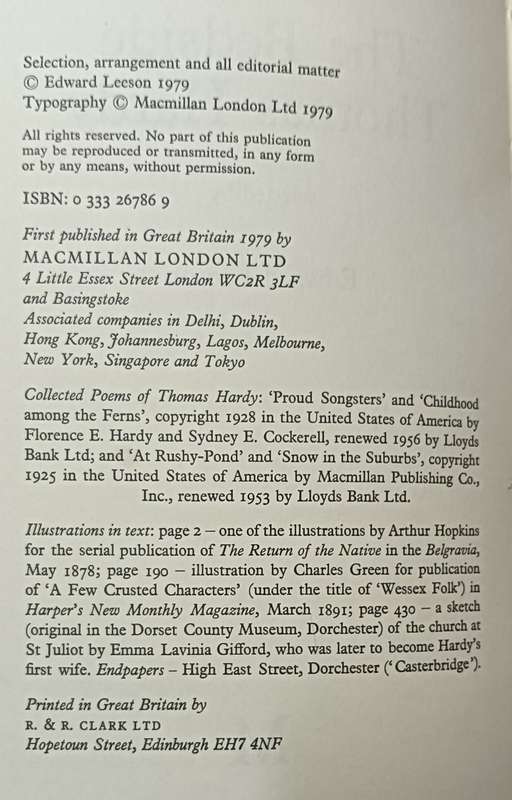 Selection, arrangement and all editorial matter
© Edward Leeson 1979
Typography © Macmillan London Ltd 1979
All rights reserved. No part of this publication
may be reproduced or transmitted, in any form
or by any means, without permission.
ISBN: 0 333 26786 9
First published in Great Britain 1979 by
MACMILLAN LONDON LTD
4 Little Essex Street London WC2R 3LF
and Basingstoke
Associated companies in Delhi, Dublin,
Hong Kong, Johannesburg, Lagos, Melbourne,
New York, Singapore and Tokyo
Collected Poems of Thomas Hardy: ‘Proud Songsters’ and ‘Childhood
among the Ferns’, copyright 1928 in the United States of America by
Florence E. Hardy and Sydney E. Cockerell, renewed 1956 by Lloyds
Bank Ltd; and ‘At Rushy-Pond’ and ‘Snow in the Suburbs’, copyright
1925 in the United States of America by Macmillan Publishing Co.,
Inc., renewed 1953 by Lloyds Bank Ltd.
Illustrations in text: page 2 – one of the illustrations by Arthur Hopkins
for the serial publication of The Return of the Native in the Belgravia,
May 1878; page 190 – illustration by Charles Green for publication
of ‘A Few Crusted Characters’ (under the title of ‘Wessex Folk’) in
Harper's New Monthly Magazine, March 1891; page 430 – a sketch
(original in the Dorset County Museum, Dorchester) of the church at
St Juliot by Emma Lavinia Gifford, who was later to become Hardy's
first wife. Endpapers – High East Street, Dorchester (‘Casterbridge’).
Printed in Great Britain by
R. & R. CLARK LTD
Hopetoun Street, Edinburgh EH7 4NF